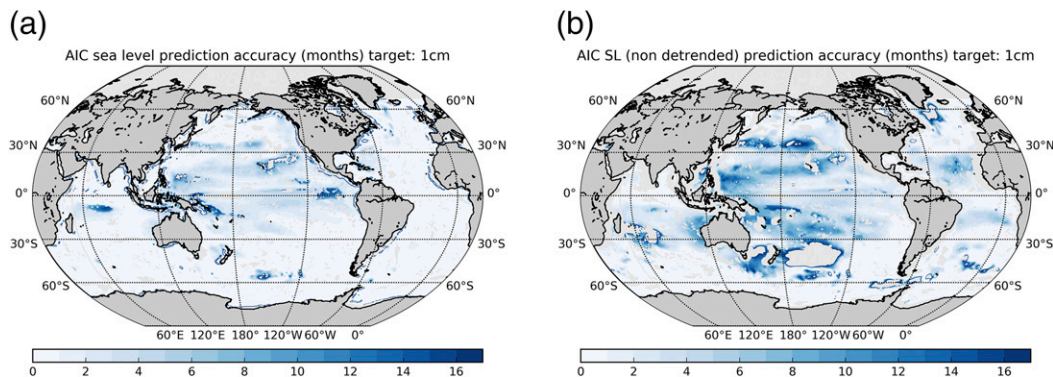 (a)
AIC sea level prediction accuracy (months) target: 1cm
60°N 60°N
30°N 30°N
0° 0°
30°S 30°S
60°S 60°S
60°E 120°E 180° 120°W 60°W 0°
0 2 4 6 8 10 12 14 16
(b)
AIC SL (non detrended) prediction accuracy (months) target: 1cm
60°N 60°N
30°N 30°N
0° 0°
30°S 30°S
60°S 60°S
60°E 120°E 180° 120°W 60°W 0°
0 2 4 6 8 10 12 14 16